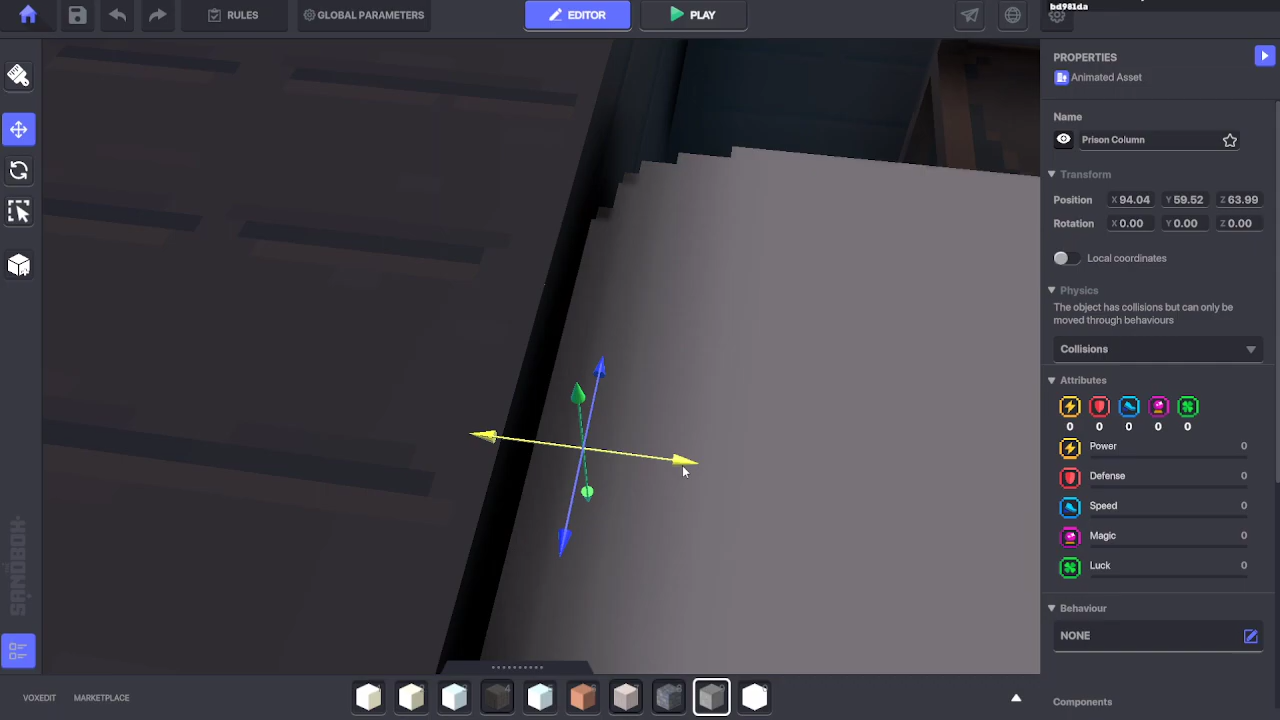 bd981da
RULES
GLOBAL PARAMETERS
EDITOR
PLAY
PROPERTIES
Animated Asset
Name
Prison Column
Transform
Position X 94.04 Y 59.52 Z 63.99
Rotation X 0.00 Y 0.00 Z 0.00
Local coordinates
Physics
The object has collisions but can only be
moved through behaviours
Collisions
Attributes
0 0 0 0 0
Power 0
Defense 0
Speed 0
Magic 0
Luck 0
Behaviour
NONE
Components
THE SANDBOX
VOXEDIT
MARKETPLACE